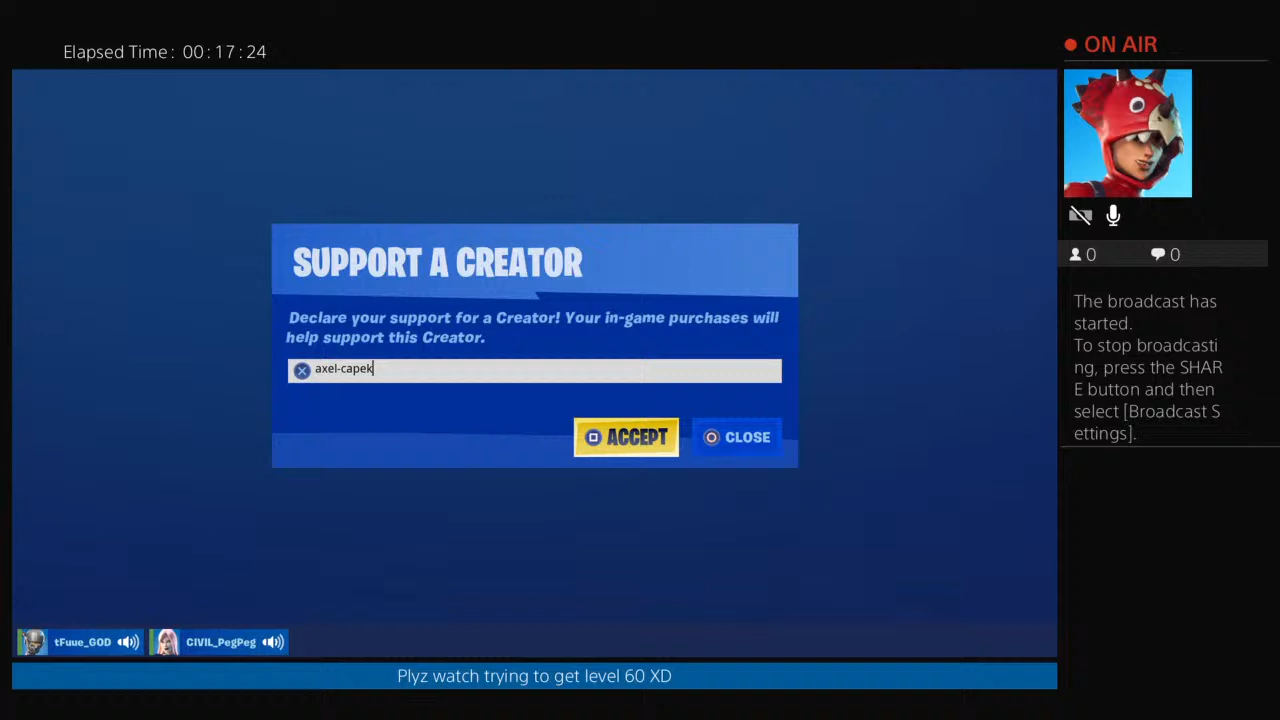 Elapsed Time: 00:17:24
ON AIR
0 0
The broadcast has
started.
To stop broadcasti
ng, press the SHAR
E button and then
select [Broadcast S
ettings].
SUPPORT A CREATOR
Declare your support for a Creator! Your in-game purchases will
help support this Creator.
axel-capek
ACCEPT CLOSE
tFuue_GOD CIVIL_PegPeg
Plyz watch trying to get level 60 XD